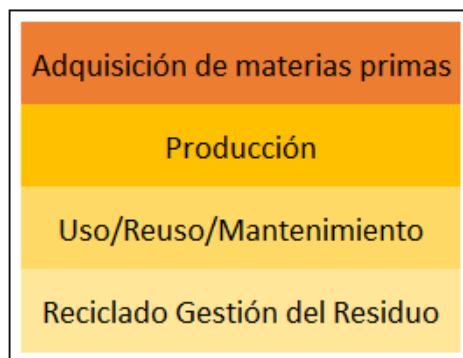 Adquisición de materias primas
Producción
Uso/Reuso/Mantenimiento
Reciclado Gestión del Residuo